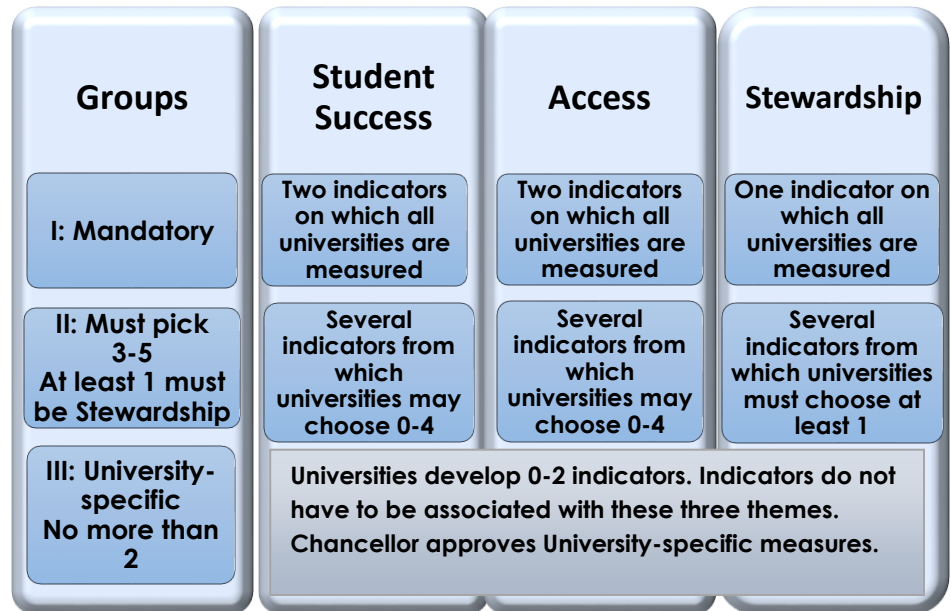 Groups
Student
Success
Access
Stewardship
I: Mandatory
Two indicators
on which all
universities are
measured
Two indicators
on which all
universities are
measured
One indicator on
which all
universities are
measured
II: Must pick
3-5
At least 1 must
be Stewardship
Several
indicators from
which
universities may
choose 0-4
Several
indicators from
which
universities may
choose 0-4
Several
indicators from
which universities
must choose at
least 1
III: University-
specific
No more than
2
Universities develop 0-2 indicators. Indicators do not
have to be associated with these three themes.
Chancellor approves University-specific measures.